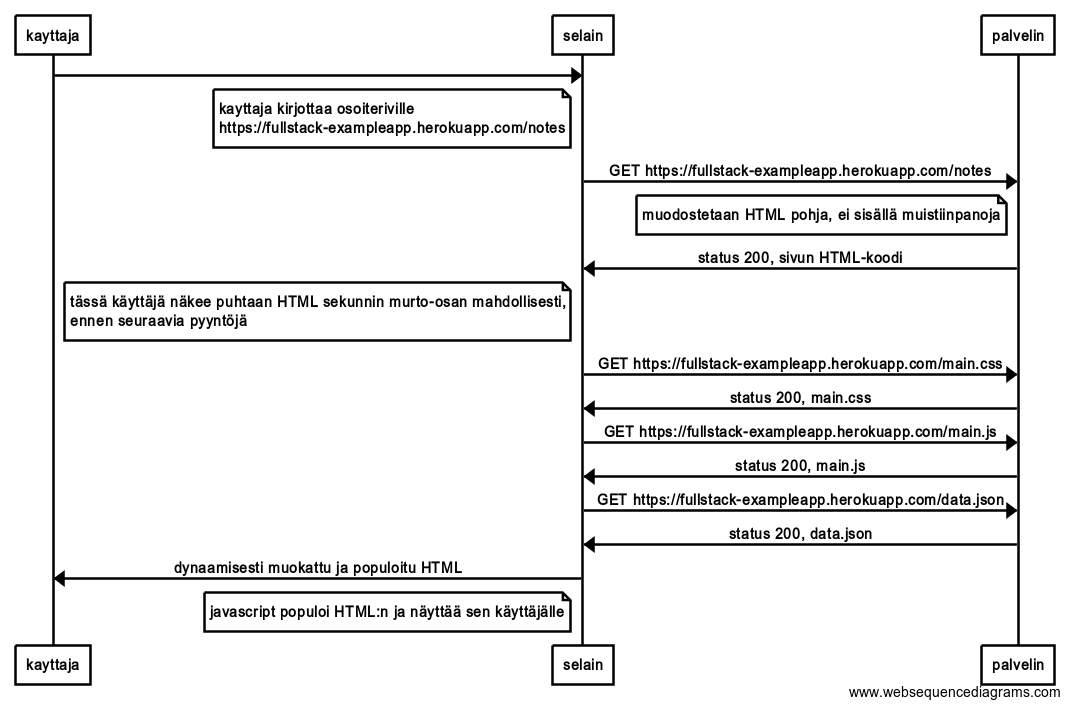 kayttaja
selain
palvelin
kayttaja kirjottaa osoiteriville
https://fullstack-exampleapp.herokuapp.com/notes
GET https://fullstack-exampleapp.herokuapp.com/notes
muodostetaan HTML pohja, ei sisällä muistiinpanoja
status 200, sivun HTML-koodi
tässä käyttäjä näkee puhtaan HTML sekunnin murto-osan mahdollisesti,
ennen seuraavia pyyntöjä
GET https://fullstack-exampleapp.herokuapp.com/main.css
status 200, main.css
GET https://fullstack-exampleapp.herokuapp.com/main.js
status 200, main.js
GET https://fullstack-exampleapp.herokuapp.com/data.json
status 200, data.json
dynaamisesti muokattu ja populoitu HTML
javascript populoi HTML:n ja näyttää sen käyttäjälle
kayttaja
selain
palvelin
www.websequencediagrams.com